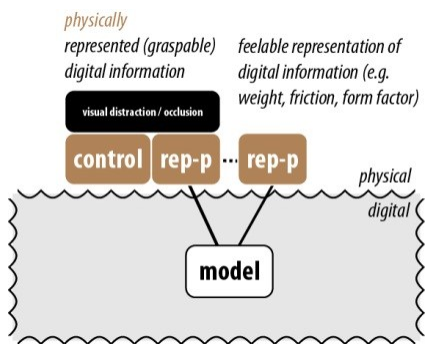 physically
represented (graspable)
digital information
feelable representation of
digital information (e.g.
weight, friction, form factor)
visual distraction / occlusion
control rep-p ··· rep-p
physical
digital
model